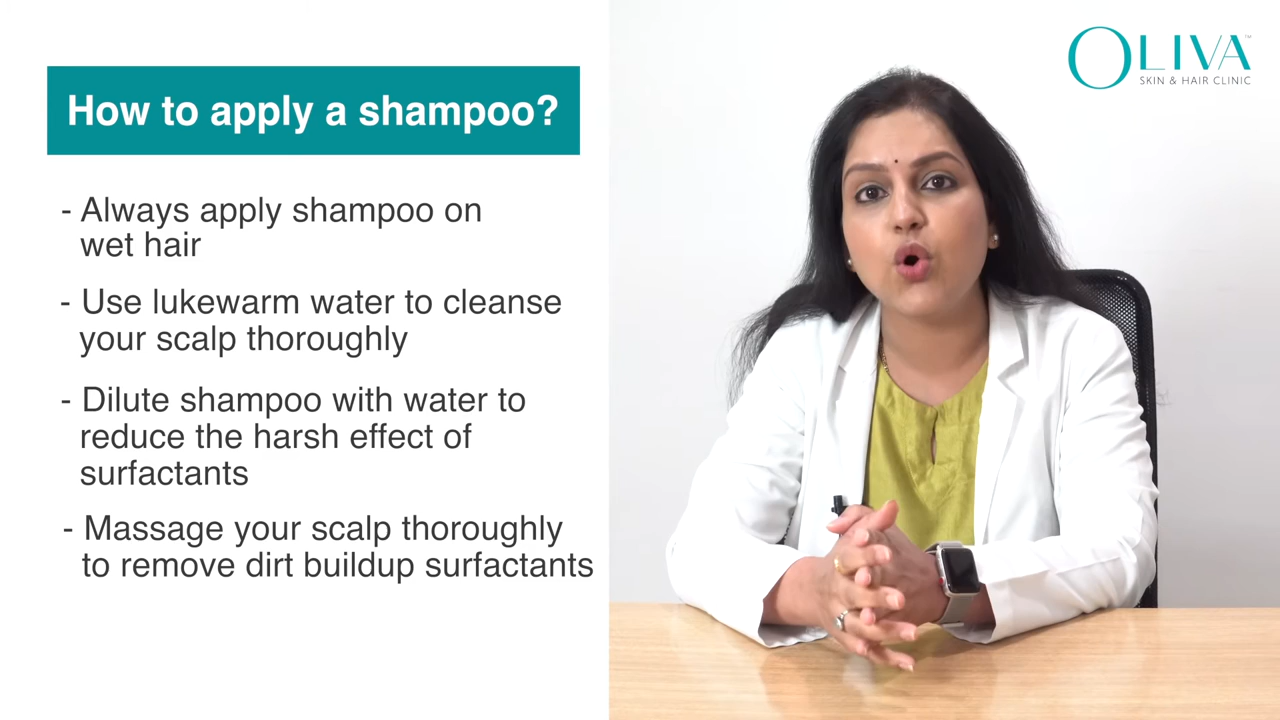 How to apply a shampoo?
- Always apply shampoo on
wet hair
- Use lukewarm water to cleanse
your scalp thoroughly
- Dilute shampoo with water to
reduce the harsh effect of
surfactants
- Massage your scalp thoroughly
to remove dirt buildup surfactants
OLIVA™
SKIN & HAIR CLINIC